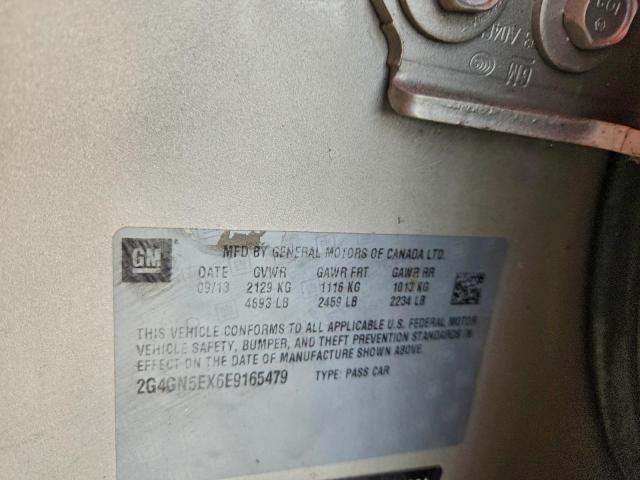 GM
GM
MFD BY GENERAL MOTORS OF CANADA LTD.
DATE GVWR GAWR FRT GAWR RR
09/13 2129 KG 1116 KG 1013 KG
4693 LB 2459 LB 2234 LB
THIS VEHICLE CONFORMS TO ALL APPLICABLE U.S. FEDERAL MOTOR
VEHICLE SAFETY, BUMPER, AND THEFT PREVENTION STANDARDS IN
EFFECT ON THE DATE OF MANUFACTURE SHOWN ABOVE.
2G4GN5EX6E9165479 TYPE: PASS CAR